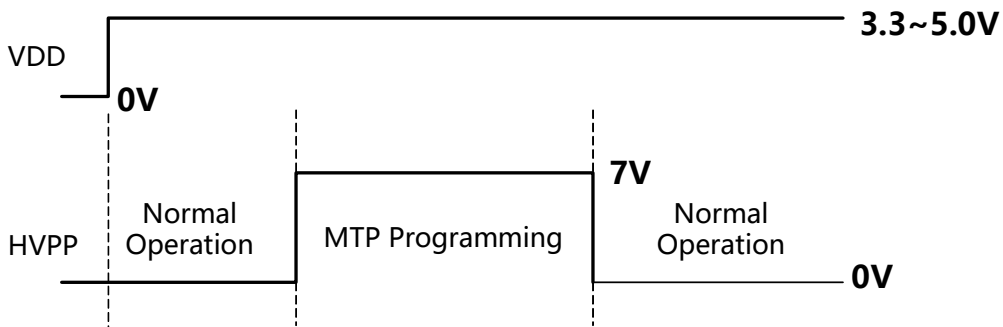 3.3~5.0V
VDD
0V
7V
Normal
Operation
MTP Programming
Normal
Operation
HVPP
0V